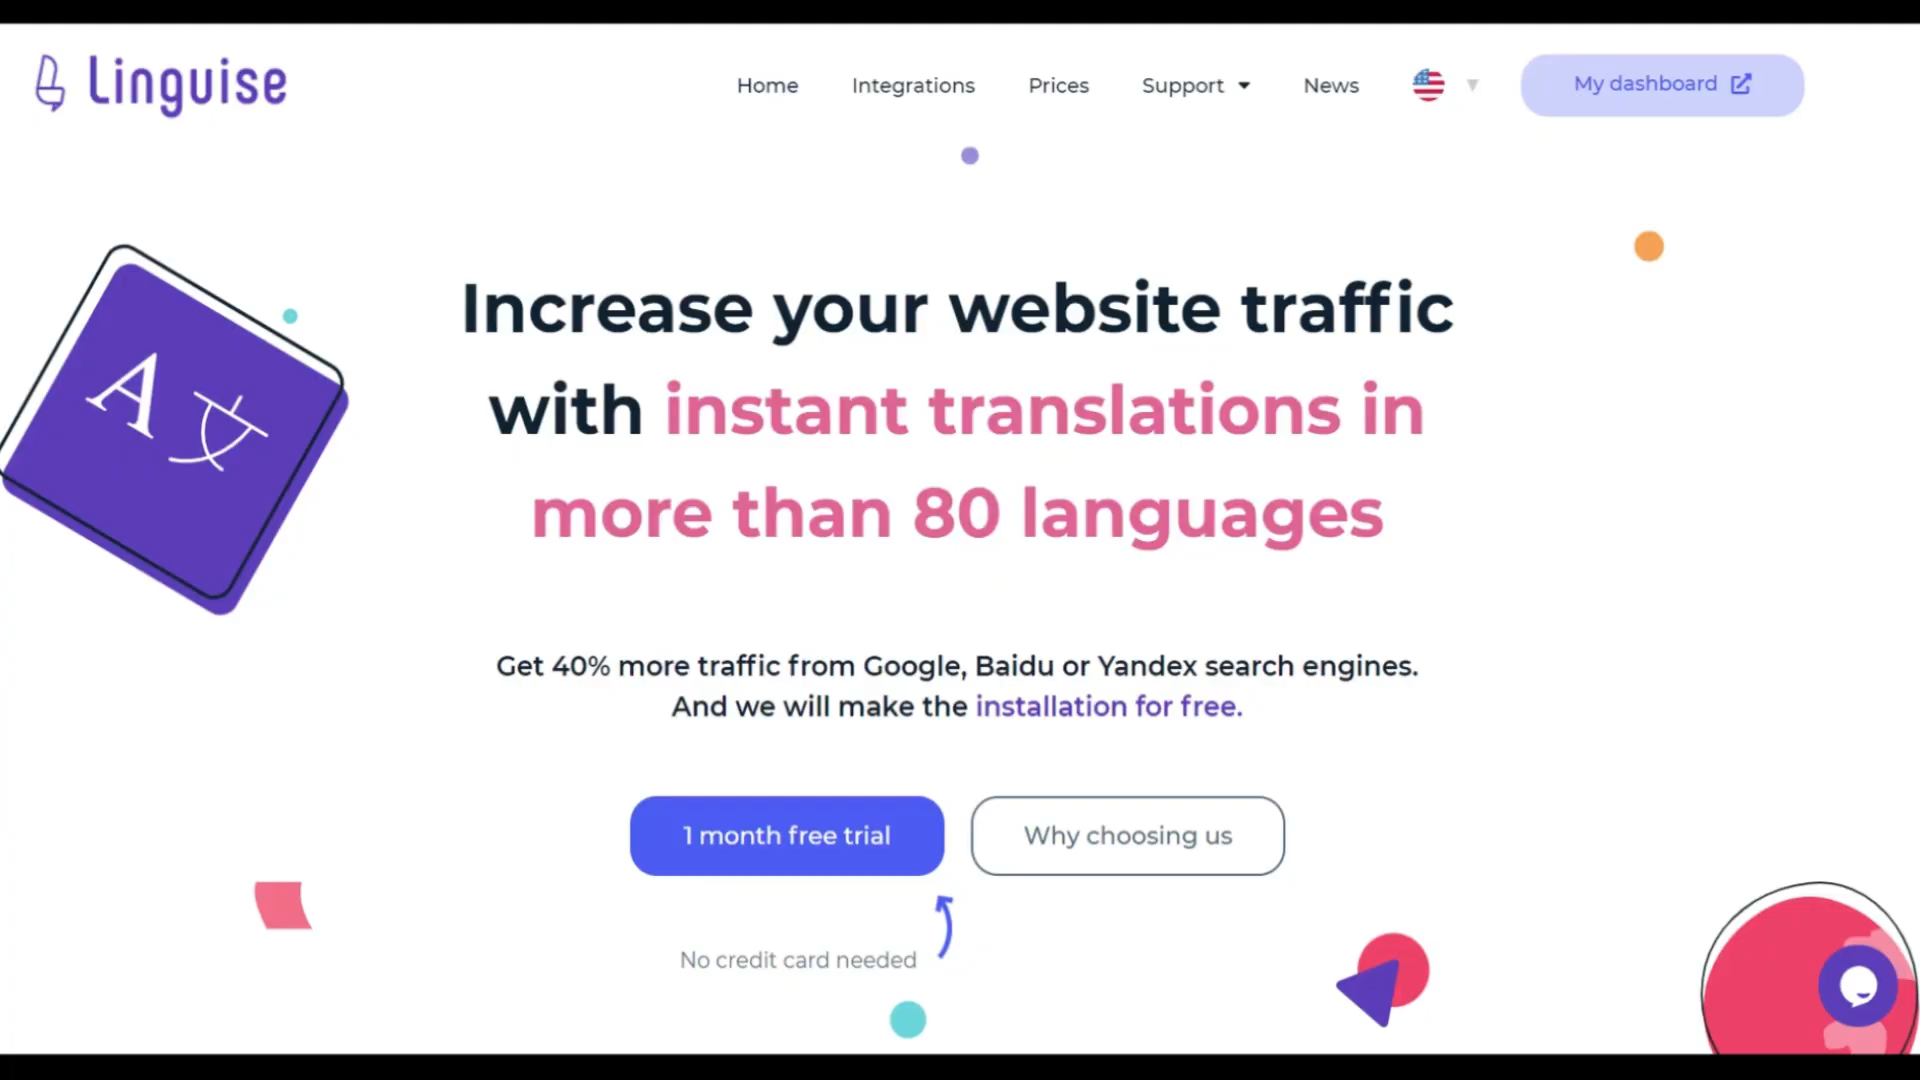 Linguise
Home Integrations Prices Support News My dashboard
A 文
Increase your website traffic
with instant translations in
more than 80 languages
Get 40% more traffic from Google, Baidu or Yandex search engines.
And we will make the installation for free.
1 month free trial Why choosing us
No credit card needed